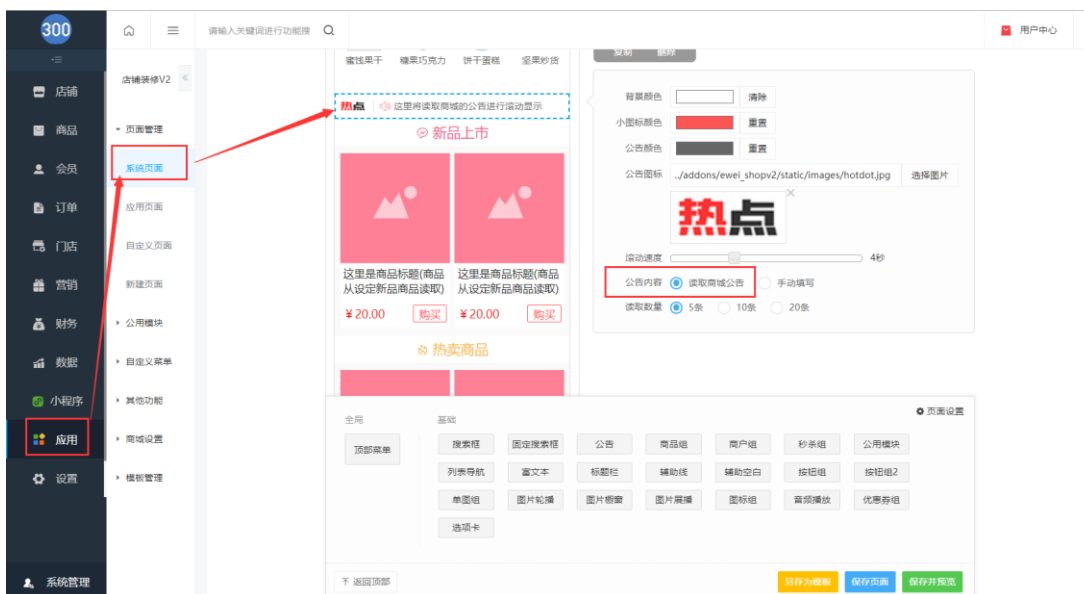 300
请输入关键词进行功能搜
用户中心
店铺
商品
会员
订单
门店
营销
财务
数据
小程序
应用
设置
系统管理
店铺装修V2
页面管理
系统页面
应用页面
自定义页面
新建页面
公用模块
自定义菜单
其他功能
商城设置
模板管理
蜜饯果干 糖果巧克力 饼干蛋糕 坚果炒货
热点 这里将读取商城的公告进行滚动显示
新品上市
这里是商品标题(商品从设定新品商品读取)
¥20.00 购买
这里是商品标题(商品从设定新品商品读取)
¥20.00 购买
热卖商品
复制 删除
背景颜色 清除
小图标颜色 重置
公告颜色 重置
公告图标 ../addons/ewei_shopv2/static/images/hotdot.jpg 选择图片
热点
滚动速度 4秒
公告内容 读取商城公告 手动填写
读取数量 5条 10条 20条
页面设置
全局
顶部菜单
基础
搜索框 固定搜索框 公告 商品组 商户组 秒杀组 公用模块
列表导航 富文本 标题栏 辅助线 辅助空白 按钮组 按钮组2
单图组 图片轮播 图片橱窗 图片展播 图标组 音频播放 优惠券组
选项卡
返回顶部
另存为模板 保存页面 保存并预览